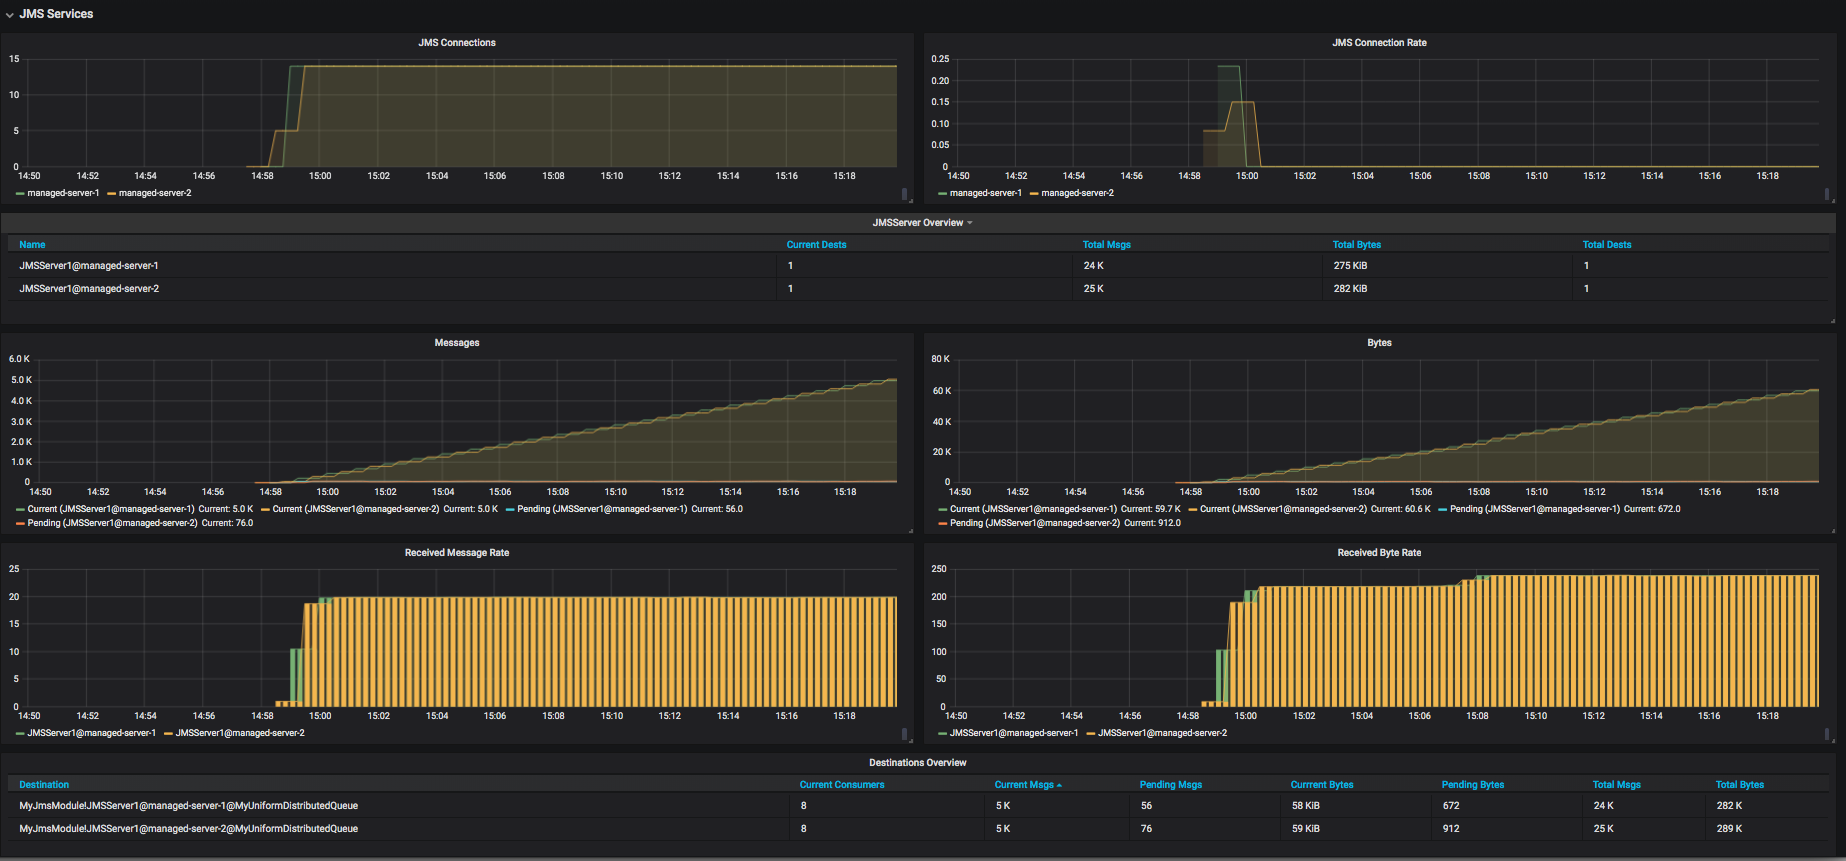 JMS Services
JMS Connections
15
10
5
0
14:50 14:52 14:54 14:56 14:58 15:00 15:02 15:04 15:06 15:08 15:10 15:12 15:14 15:16 15:18
managed-server-1 managed-server-2
JMS Connection Rate
0.25
0.20
0.15
0.10
0.05
0
14:50 14:52 14:54 14:56 14:58 15:00 15:02 15:04 15:06 15:08 15:10 15:12 15:14 15:16 15:18
managed-server-1 managed-server-2
JMSServer Overview
Name Current Dests Total Msgs Total Bytes Total Dests
JMSServer1@managed-server-1 1 24 K 275 KiB 1
JMSServer1@managed-server-2 1 25 K 282 KiB 1
Messages
6.0 K
5.0 K
4.0 K
3.0 K
2.0 K
1.0 K
0
14:50 14:52 14:54 14:56 14:58 15:00 15:02 15:04 15:06 15:08 15:10 15:12 15:14 15:16 15:18
Current (JMSServer1@managed-server-1) Current: 5.0 K Current (JMSServer1@managed-server-2) Current: 5.0 K Pending (JMSServer1@managed-server-1) Current: 56.0
Pending (JMSServer1@managed-server-2) Current: 76.0
Bytes
80 K
60 K
40 K
20 K
0
14:50 14:52 14:54 14:56 14:58 15:00 15:02 15:04 15:06 15:08 15:10 15:12 15:14 15:16 15:18
Current (JMSServer1@managed-server-1) Current: 59.7 K Current (JMSServer1@managed-server-2) Current: 60.6 K Pending (JMSServer1@managed-server-1) Current: 672.0
Pending (JMSServer1@managed-server-2) Current: 912.0
Received Message Rate
25
20
15
10
5
0
14:50 14:52 14:54 14:56 14:58 15:00 15:02 15:04 15:06 15:08 15:10 15:12 15:14 15:16 15:18
JMSServer1@managed-server-1 JMSServer1@managed-server-2
Received Byte Rate
250
200
150
100
50
0
14:50 14:52 14:54 14:56 14:58 15:00 15:02 15:04 15:06 15:08 15:10 15:12 15:14 15:16 15:18
JMSServer1@managed-server-1 JMSServer1@managed-server-2
Destinations Overview
Destination Current Consumers Current Msgs Pending Msgs Currrent Bytes Pending Bytes Total Msgs Total Bytes
MyJmsModule!JMSServer1@managed-server-1@MyUniformDistributedQueue 8 5 K 56 58 KiB 672 24 K 282 K
MyJmsModule!JMSServer1@managed-server-2@MyUniformDistributedQueue 8 5 K 76 59 KiB 912 25 K 289 K